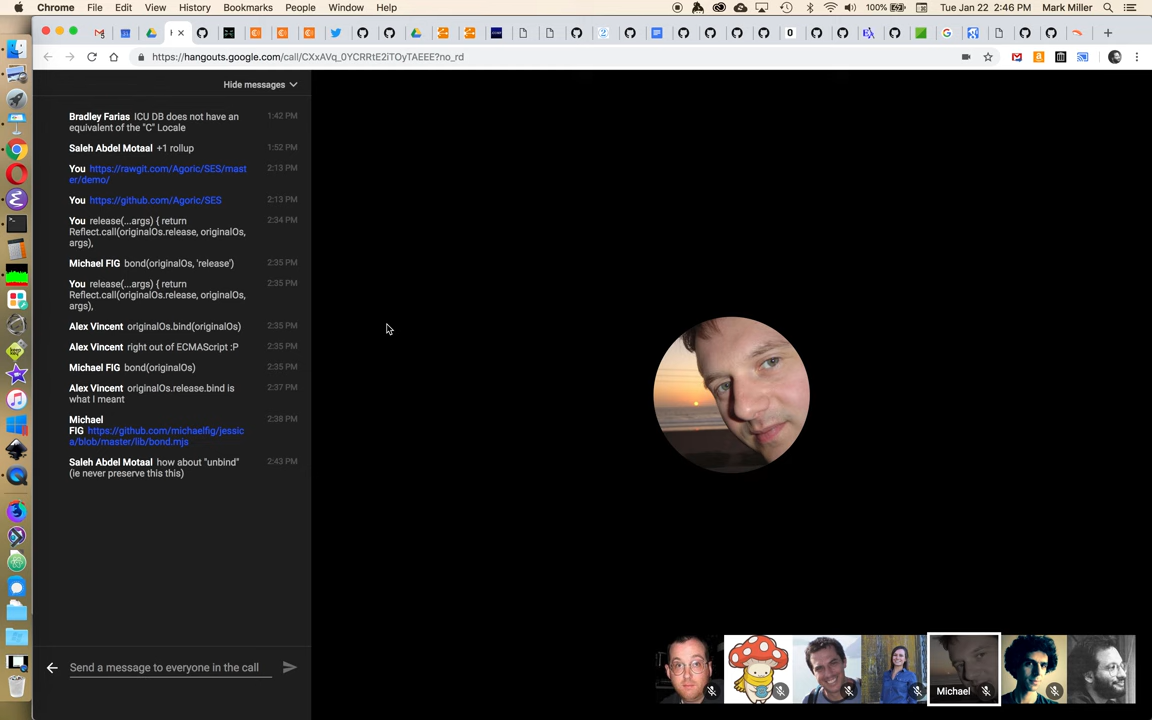 Chrome File Edit View History Bookmarks People Window Help 100% Tue Jan 22 2:46 PM Mark Miller
https://hangouts.google.com/call/CXxAVq_0YCRRtE2iTOyTAEEE?no_rd
Hide messages
Bradley Farias ICU DB does not have an 1:42 PM
equivalent of the "C" Locale
Saleh Abdel Motaal +1 rollup 1:52 PM
You https://rawgit.com/Agoric/SES/mast 2:13 PM
er/demo/
You https://github.com/Agoric/SES 2:13 PM
You release(...args) { return 2:34 PM
Reflect.call(originalOs.release, originalOs,
args),
Michael FIG bond(originalOs, 'release') 2:35 PM
You release(...args) { return 2:35 PM
Reflect.call(originalOs.release, originalOs,
args),
Alex Vincent originalOs.bind(originalOs) 2:35 PM
Alex Vincent right out of ECMAScript :P 2:35 PM
Michael FIG bond(originalOs) 2:35 PM
Alex Vincent originalOs.release.bind is 2:37 PM
what I meant
Michael 2:38 PM
FIG https://github.com/michaelfig/jessic
a/blob/master/lib/bond.mjs
Saleh Abdel Motaal how about "unbind" 2:43 PM
(ie never preserve this this)
Send a message to everyone in the call
Michael